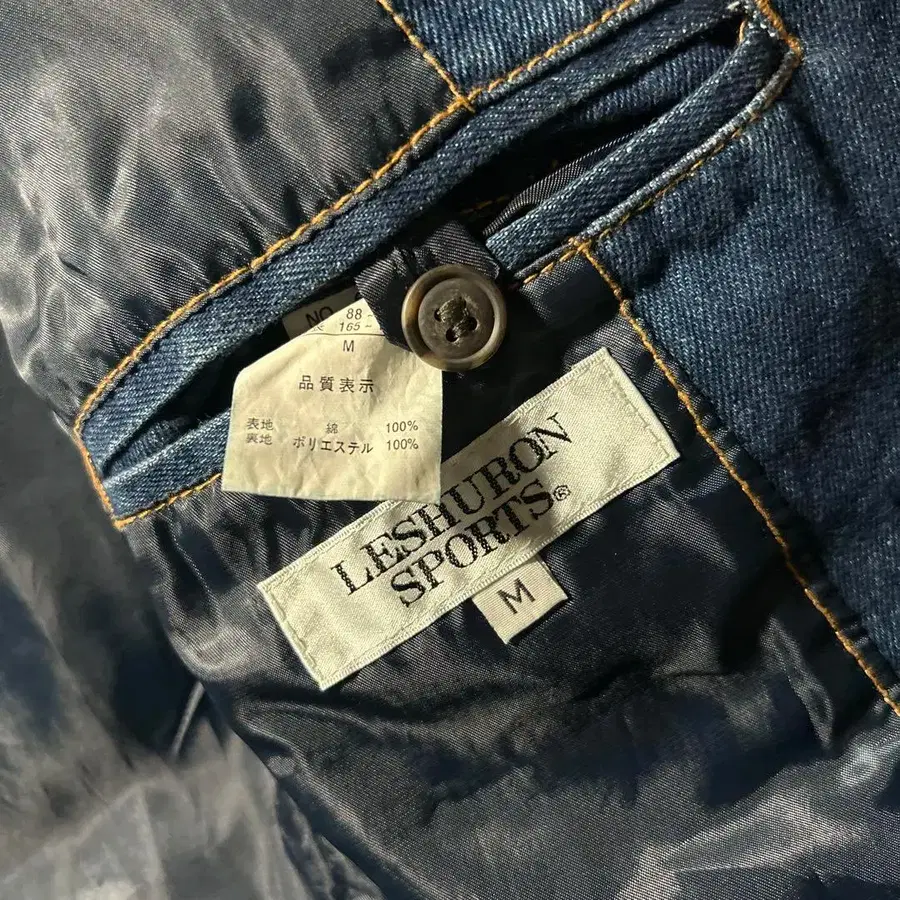 NO 88-
165-
M
品質表示
表地 綿 100%
裏地 ポリエステル 100%
LESHURON
SPORTS®
M